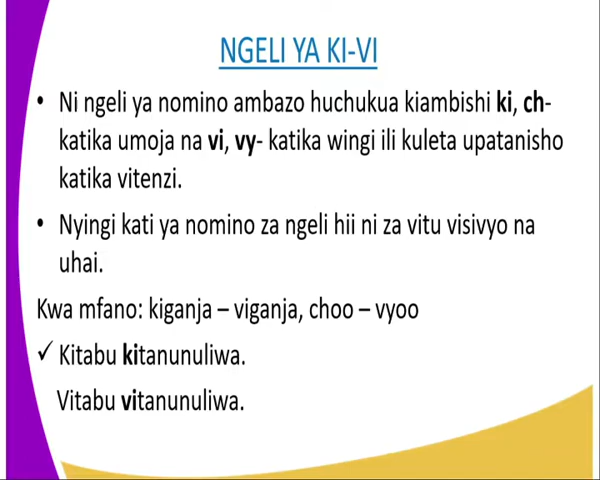 NGELI YA KI-VI
• Ni ngeli ya nomino ambazo huchukua kiambishi ki, ch-
katika umoja na vi, vy- katika wingi ili kuleta upatanisho
katika vitenzi.
• Nyingi kati ya nomino za ngeli hii ni za vitu visivyo na
uhai.
Kwa mfano: kiganja – viganja, choo – vyoo
✓ Kitabu kitanunuliwa.
Vitabu vitanunuliwa.